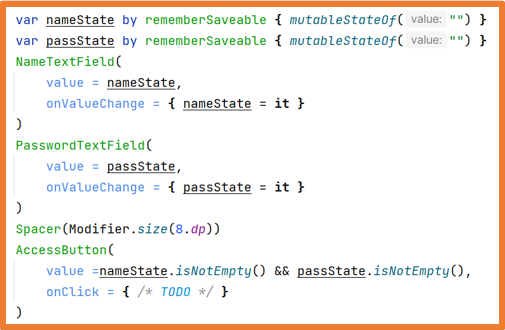 var nameState by rememberSaveable { mutableStateOf( value: "") }
var passState by rememberSaveable { mutableStateOf( value: "") }
NameTextField(
    value = nameState,
    onValueChange = { nameState = it }
)
PasswordTextField(
    value = passState,
    onValueChange = { passState = it }
)
Spacer(Modifier.size(8.dp))
AccessButton(
    value =nameState.isNotEmpty() && passState.isNotEmpty(),
    onClick = { /* TODO */ }
)